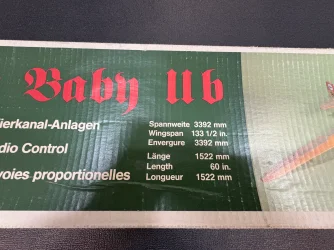 Baby IIb
ierkanal-Anlagen
dio Control
voies proportionelles
Spannweite 3392 mm
Wingspan 133 1/2 in.
Envergure 3392 mm
Länge 1522 mm
Length 60 in.
Longueur 1522 mm